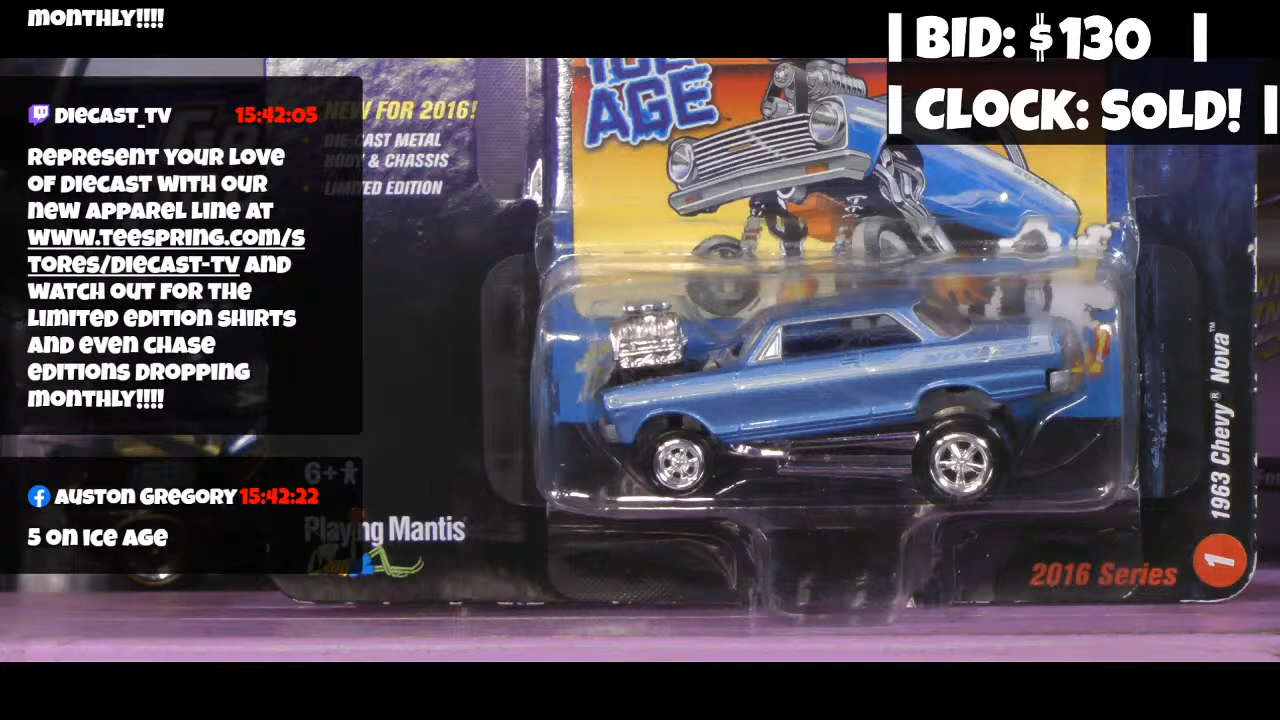 MONTHLY!!!!
| BID: $130 |
| CLOCK: SOLD! |
DIECAST_TV 15:42:05
REPRESENT YOUR LOVE
OF DIECAST WITH OUR
NEW APPAREL LINE AT
WWW.TEESPRING.COM/S
TORES/DIECAST-TV AND
WATCH OUT FOR THE
LIMITED EDITION SHIRTS
AND EVEN CHASE
EDITIONS DROPPING
MONTHLY!!!!
AUSTON GREGORY 15:42:22
5 ON ICE AGE
NEW FOR 2016!
DIE-CAST METAL
BODY & CHASSIS
LIMITED EDITION
ICE
AGE
NOVA
6+
Playing Mantis
2016 Series
1963 Chevy® Nova™
1